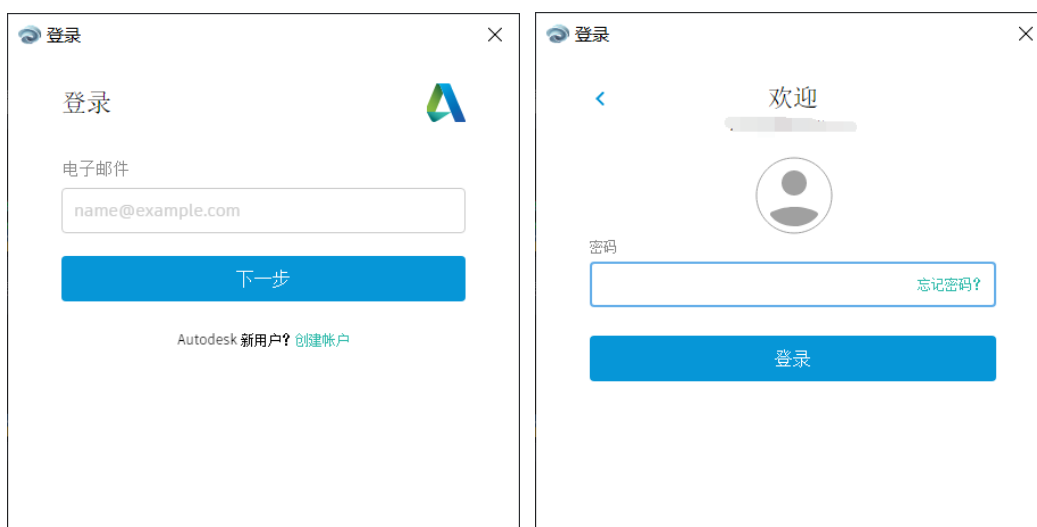 登录
登录
电子邮件
name@example.com
下一步
Autodesk 新用户? 创建帐户
登录
欢迎
密码
忘记密码?
登录